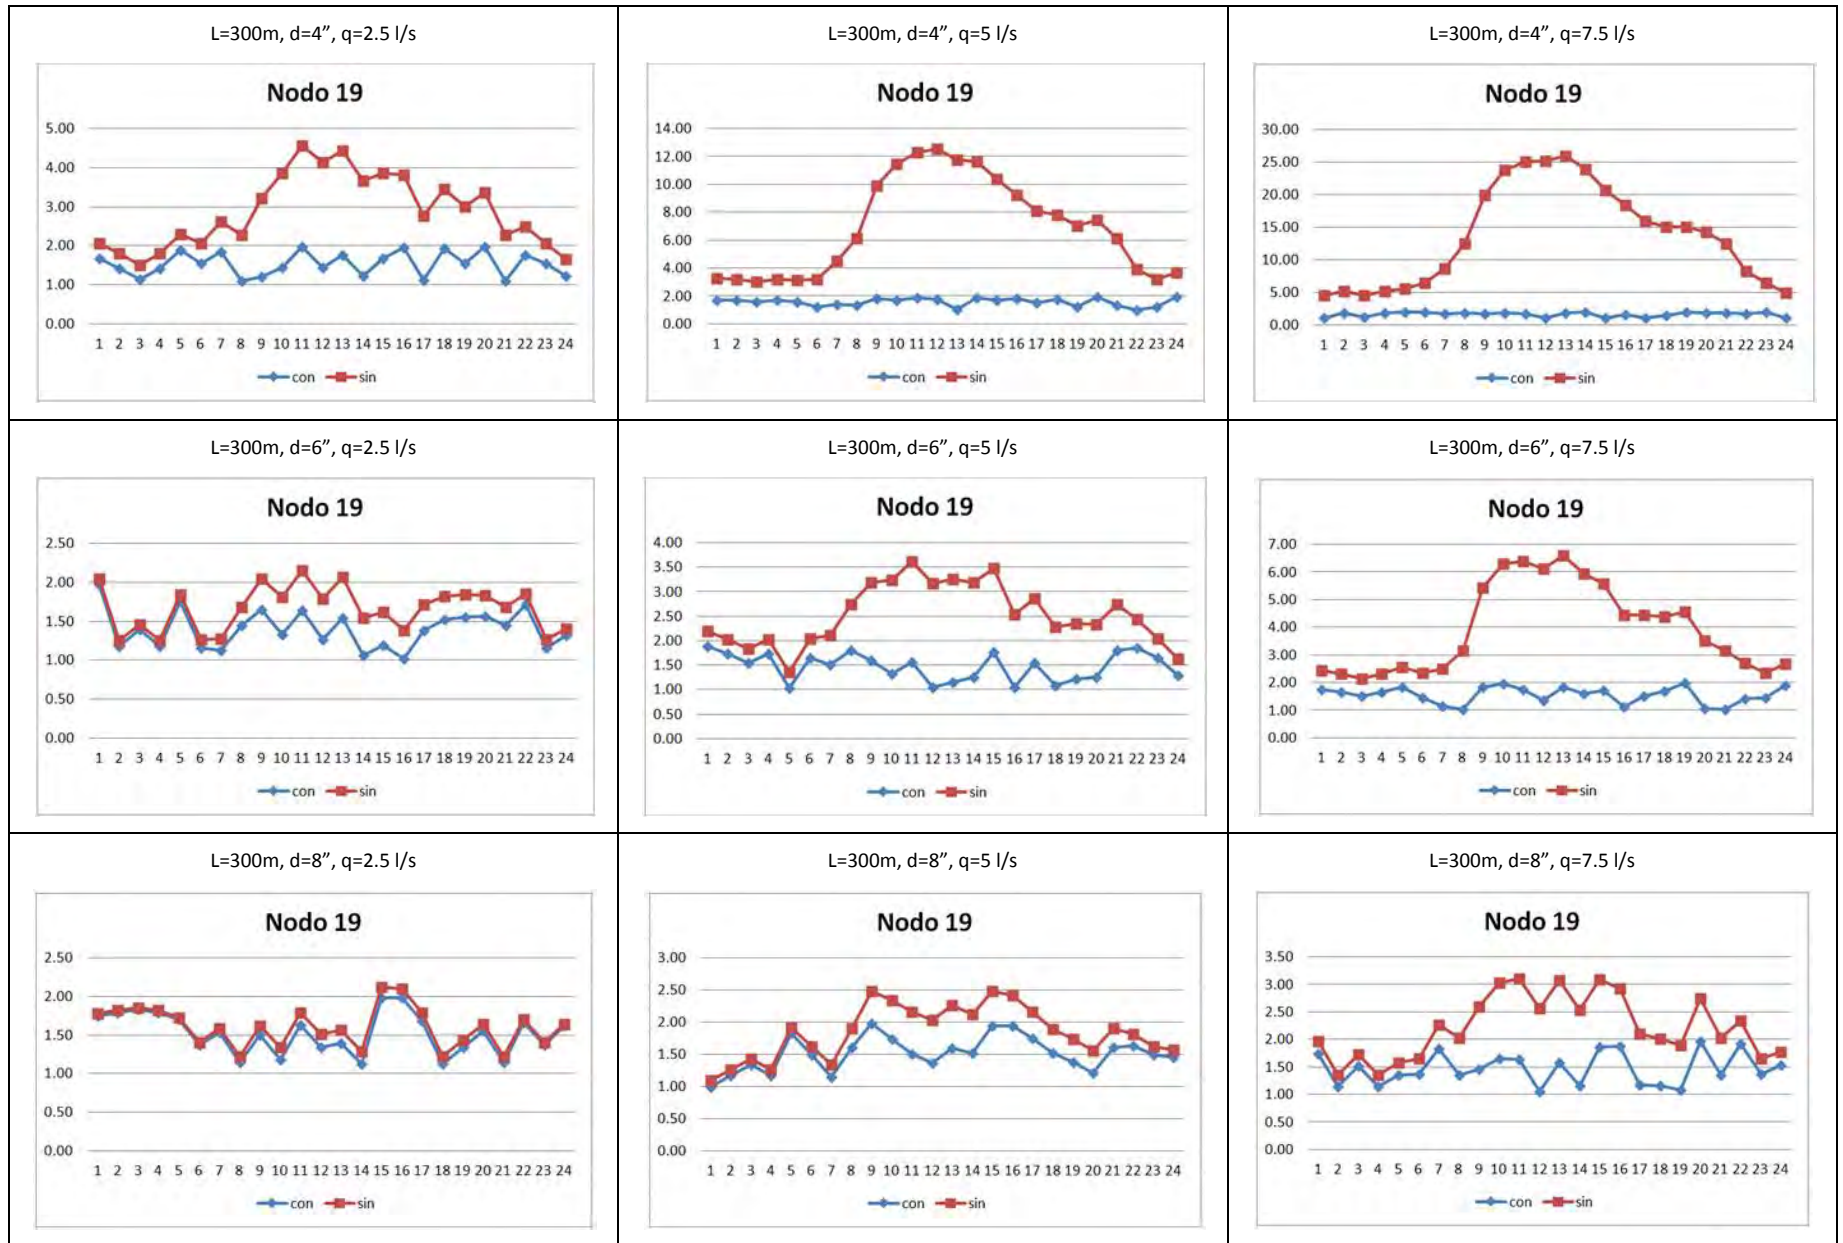 L=300m, d=4”, q=2.5 l/s
Nodo 19
5.00
4.00
3.00
2.00
1.00
0.00
1 2 3 4 5 6 7 8 9 10 11 12 13 14 15 16 17 18 19 20 21 22 23 24
con sin
L=300m, d=4”, q=5 l/s
Nodo 19
14.00
12.00
10.00
8.00
6.00
4.00
2.00
0.00
1 2 3 4 5 6 7 8 9 10 11 12 13 14 15 16 17 18 19 20 21 22 23 24
con sin
L=300m, d=4”, q=7.5 l/s
Nodo 19
30.00
25.00
20.00
15.00
10.00
5.00
0.00
1 2 3 4 5 6 7 8 9 10 11 12 13 14 15 16 17 18 19 20 21 22 23 24
con sin
L=300m, d=6”, q=2.5 l/s
Nodo 19
2.50
2.00
1.50
1.00
0.50
0.00
1 2 3 4 5 6 7 8 9 10 11 12 13 14 15 16 17 18 19 20 21 22 23 24
con sin
L=300m, d=6”, q=5 l/s
Nodo 19
4.00
3.50
3.00
2.50
2.00
1.50
1.00
0.50
0.00
1 2 3 4 5 6 7 8 9 10 11 12 13 14 15 16 17 18 19 20 21 22 23 24
con sin
L=300m, d=6”, q=7.5 l/s
Nodo 19
7.00
6.00
5.00
4.00
3.00
2.00
1.00
0.00
1 2 3 4 5 6 7 8 9 10 11 12 13 14 15 16 17 18 19 20 21 22 23 24
con sin
L=300m, d=8”, q=2.5 l/s
Nodo 19
2.50
2.00
1.50
1.00
0.50
0.00
1 2 3 4 5 6 7 8 9 10 11 12 13 14 15 16 17 18 19 20 21 22 23 24
con sin
L=300m, d=8”, q=5 l/s
Nodo 19
3.00
2.50
2.00
1.50
1.00
0.50
0.00
1 2 3 4 5 6 7 8 9 10 11 12 13 14 15 16 17 18 19 20 21 22 23 24
con sin
L=300m, d=8”, q=7.5 l/s
Nodo 19
3.50
3.00
2.50
2.00
1.50
1.00
0.50
0.00
1 2 3 4 5 6 7 8 9 10 11 12 13 14 15 16 17 18 19 20 21 22 23 24
con sin